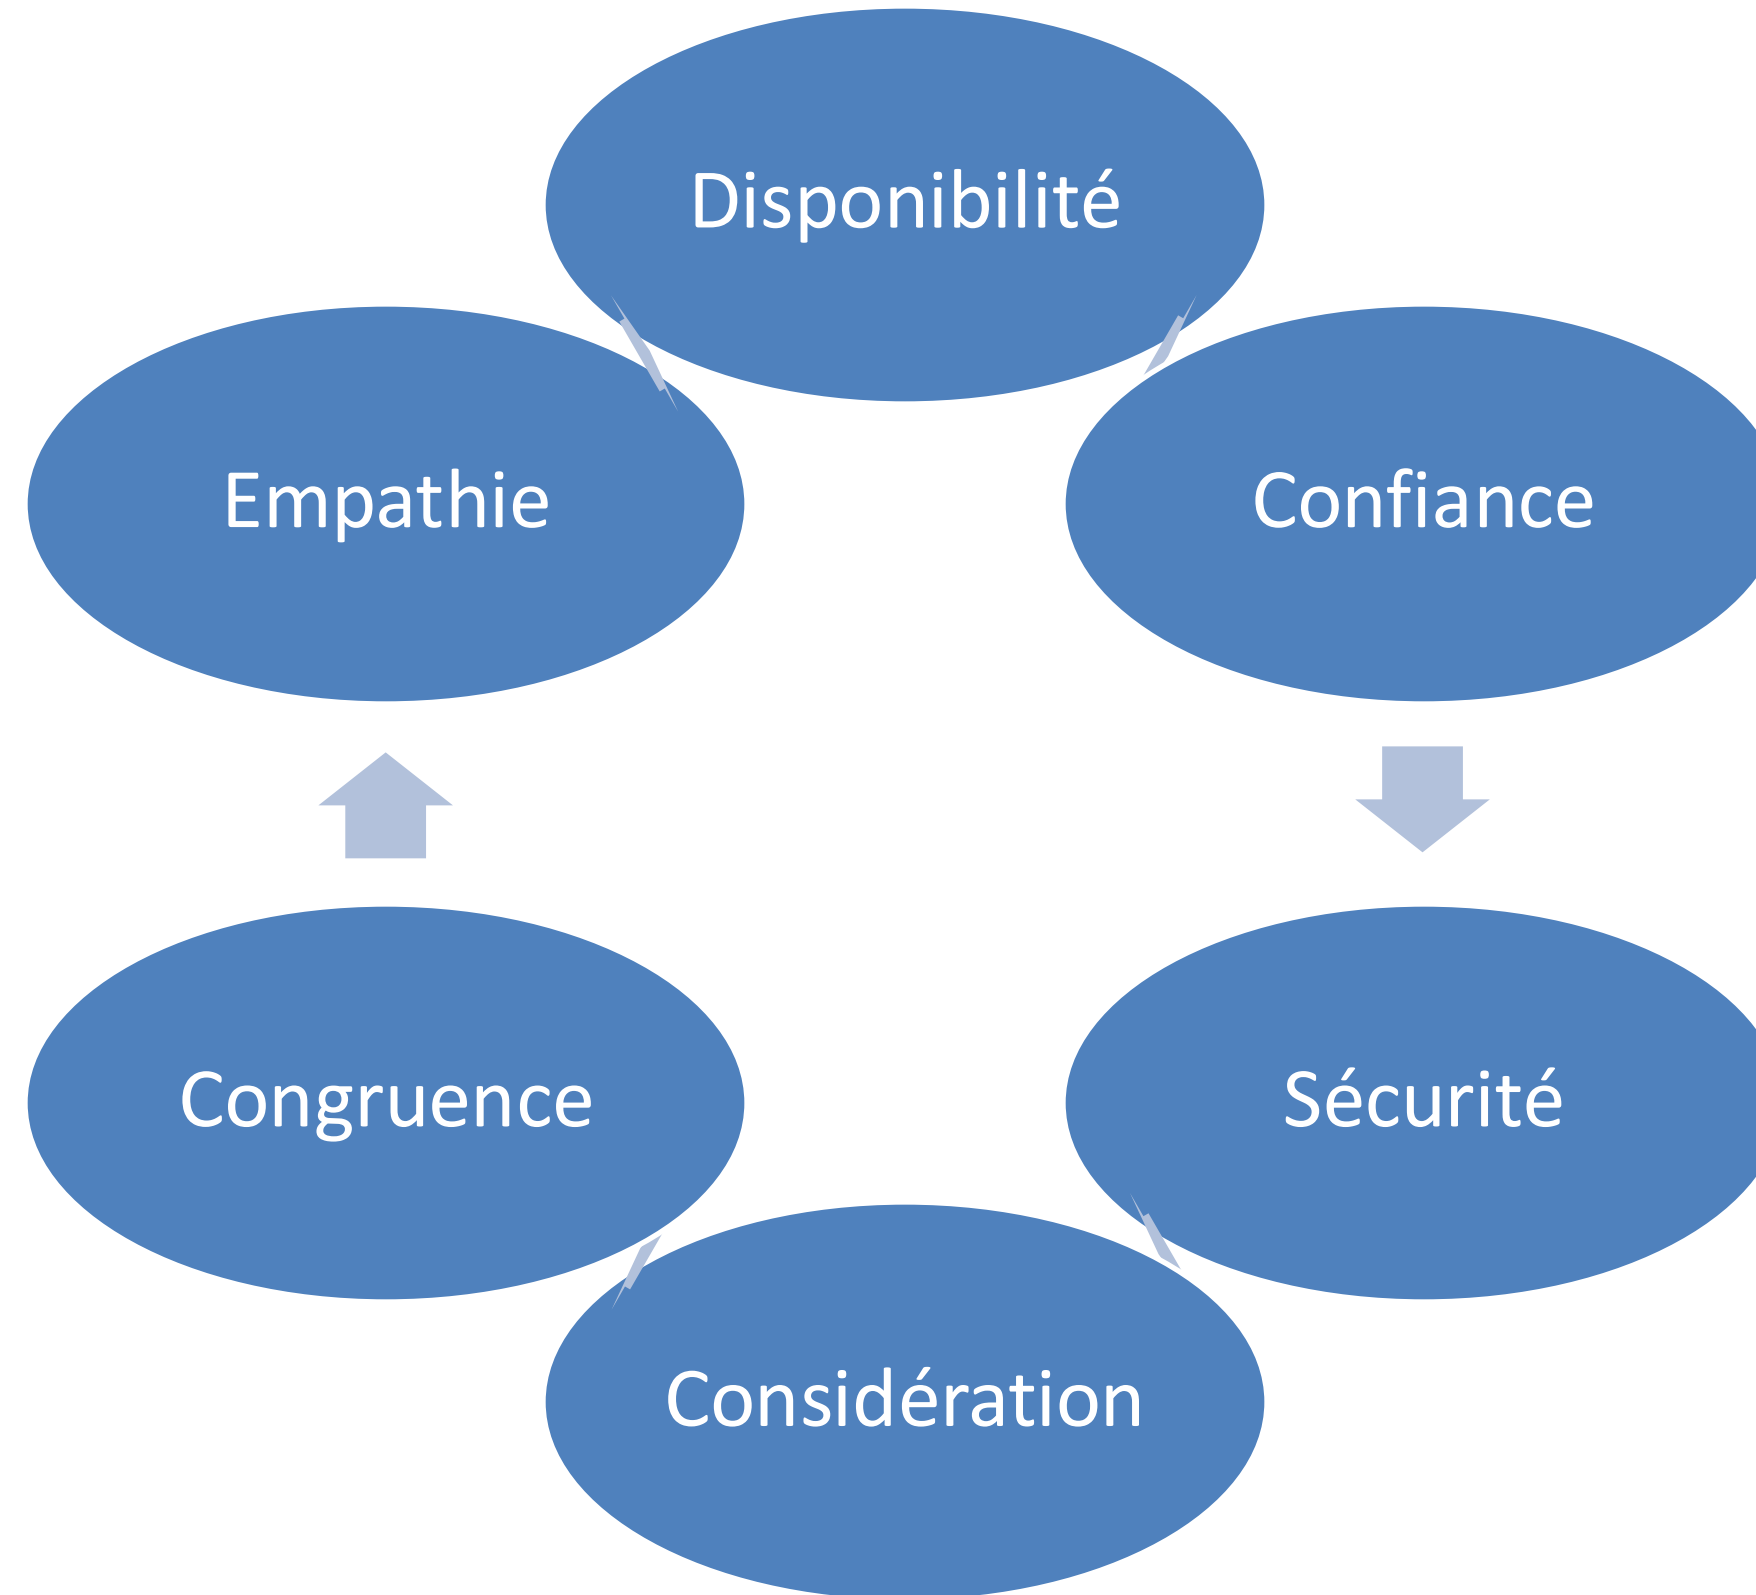 Disponibilité
Empathie
Confiance
Congruence
Sécurité
Considération